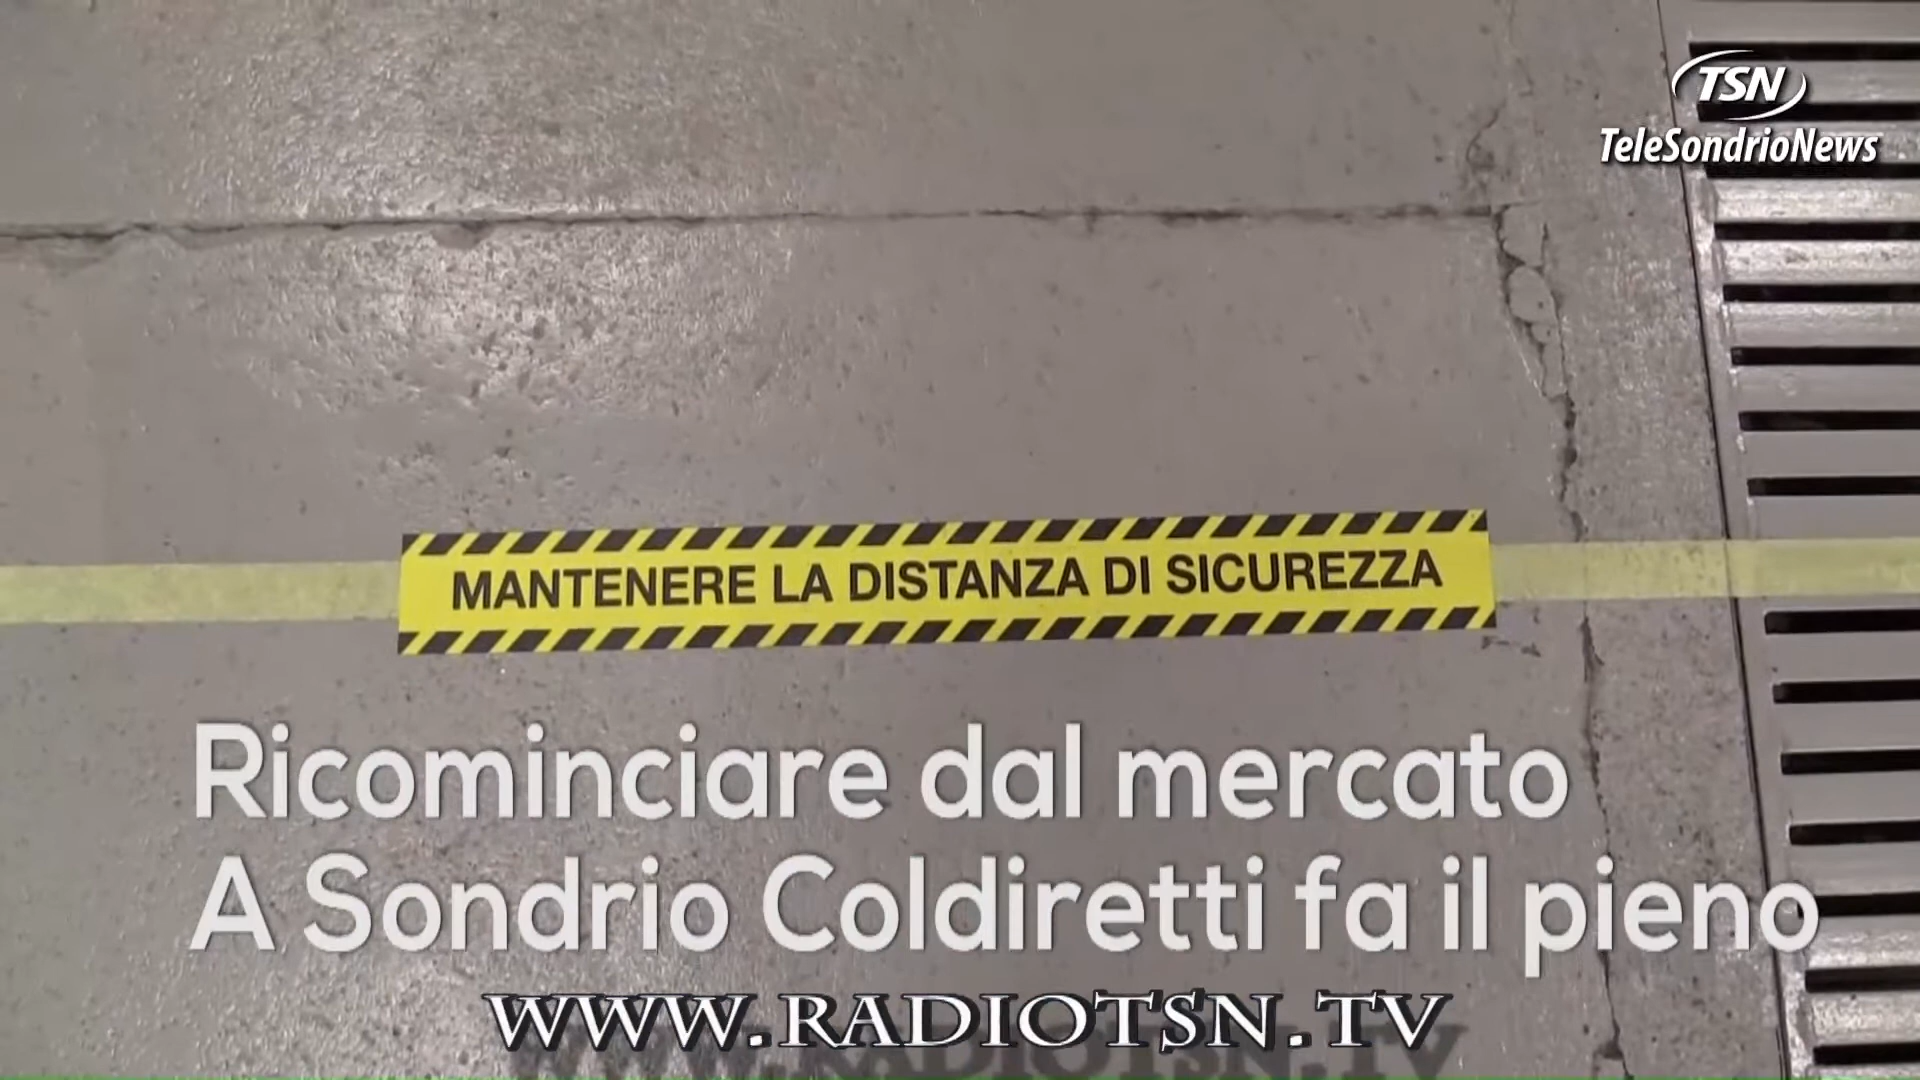 TSN
TeleSondrioNews
MANTENERE LA DISTANZA DI SICUREZZA
Ricominciare dal mercato
A Sondrio Coldiretti fa il pieno
WWW.RADIOTSN.TV